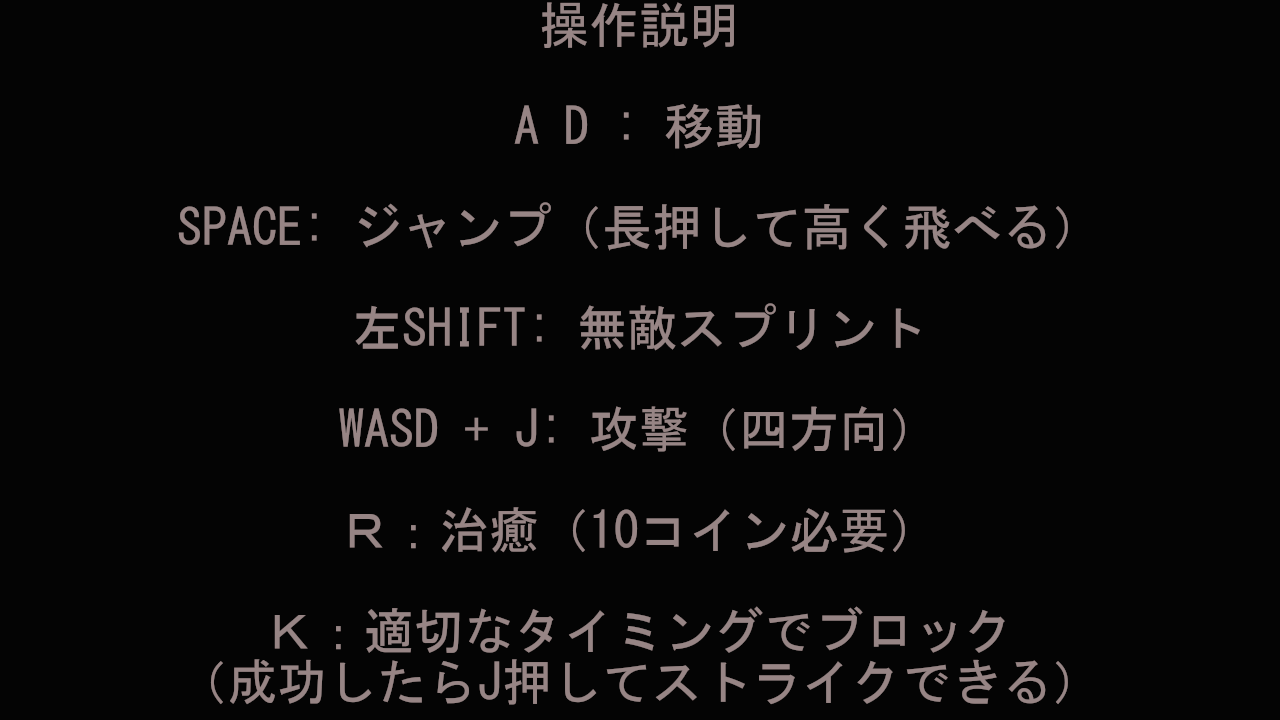 操作説明
A D : 移動
SPACE: ジャンプ（長押して高く飛べる）
左SHIFT: 無敵スプリント
WASD + J: 攻撃（四方向）
Ｒ：治癒（10コイン必要）
Ｋ：適切なタイミングでブロック
（成功したらJ押してストライクできる）